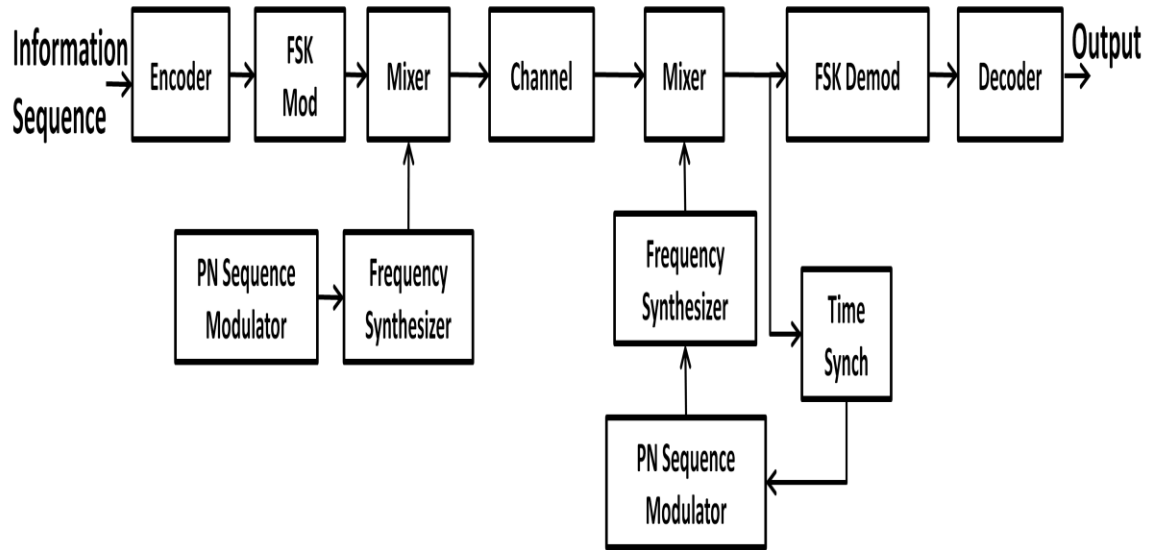 Information
Sequence
Encoder
FSK
Mod
Mixer
Channel
Mixer
FSK Demod
Decoder
Output
PN Sequence
Modulator
Frequency
Synthesizer
Frequency
Synthesizer
Time
Synch
PN Sequence
Modulator